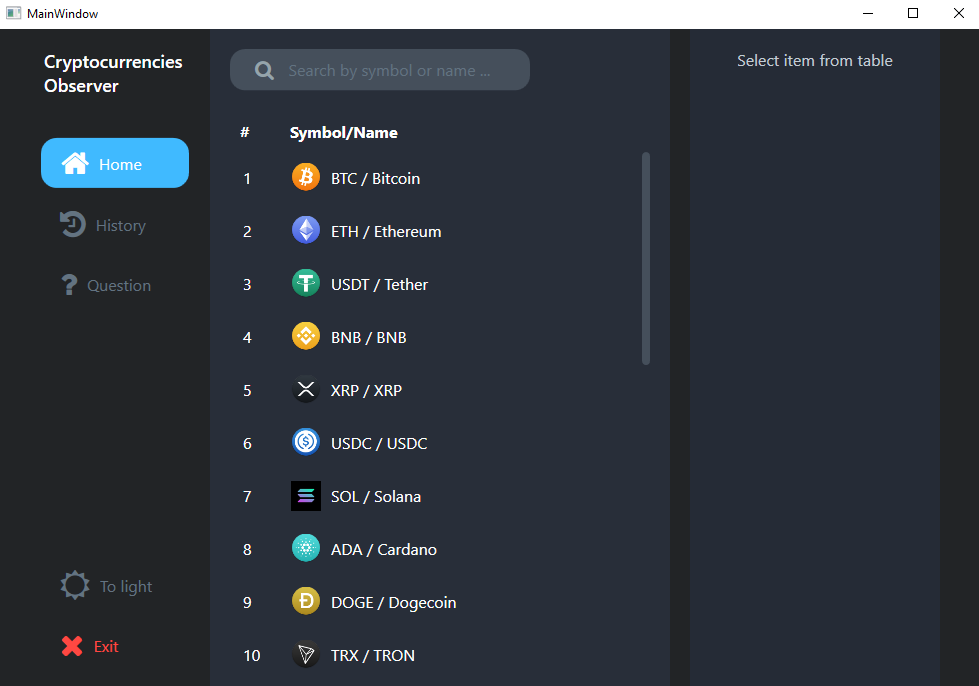 MainWindow
Cryptocurrencies
Observer
Home
History
Question
To light
Exit
Search by symbol or name ...
# Symbol/Name
1 BTC / Bitcoin
2 ETH / Ethereum
3 USDT / Tether
4 BNB / BNB
5 XRP / XRP
6 USDC / USDC
7 SOL / Solana
8 ADA / Cardano
9 DOGE / Dogecoin
10 TRX / TRON
Select item from table